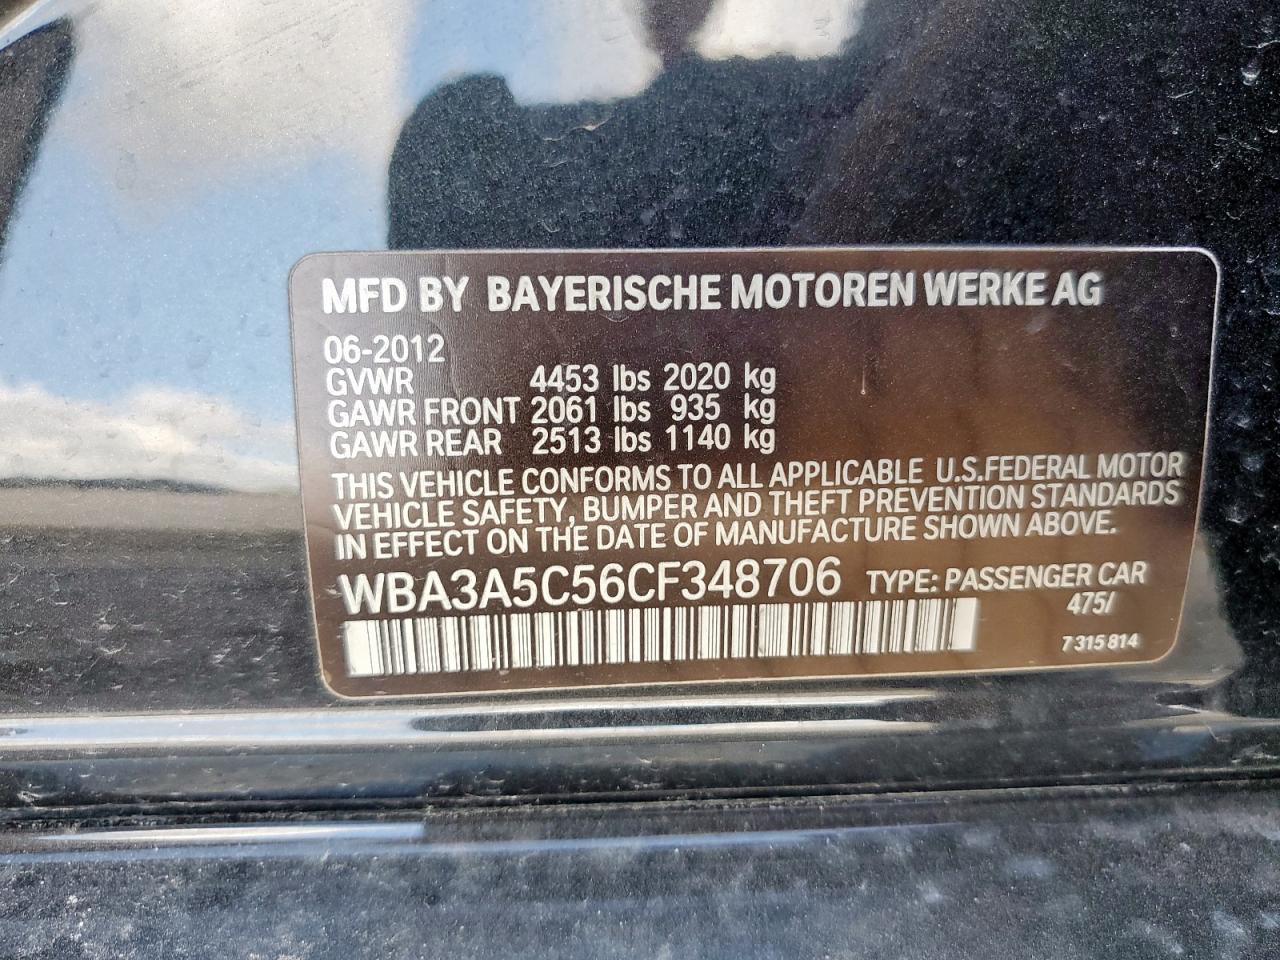 MFD BY BAYERISCHE MOTOREN WERKE AG
06-2012
GVWR 4453 lbs 2020 kg
GAWR FRONT 2061 lbs 935 kg
GAWR REAR 2513 lbs 1140 kg
THIS VEHICLE CONFORMS TO ALL APPLICABLE U.S.FEDERAL MOTOR
VEHICLE SAFETY, BUMPER AND THEFT PREVENTION STANDARDS
IN EFFECT ON THE DATE OF MANUFACTURE SHOWN ABOVE.
WBA3A5C56CF348706 TYPE: PASSENGER CAR
475/
7 315 814